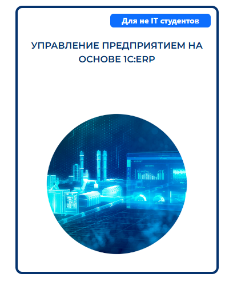 Для не IT студентов
УПРАВЛЕНИЕ ПРЕДПРИЯТИЕМ НА
ОСНОВЕ 1С:ERP